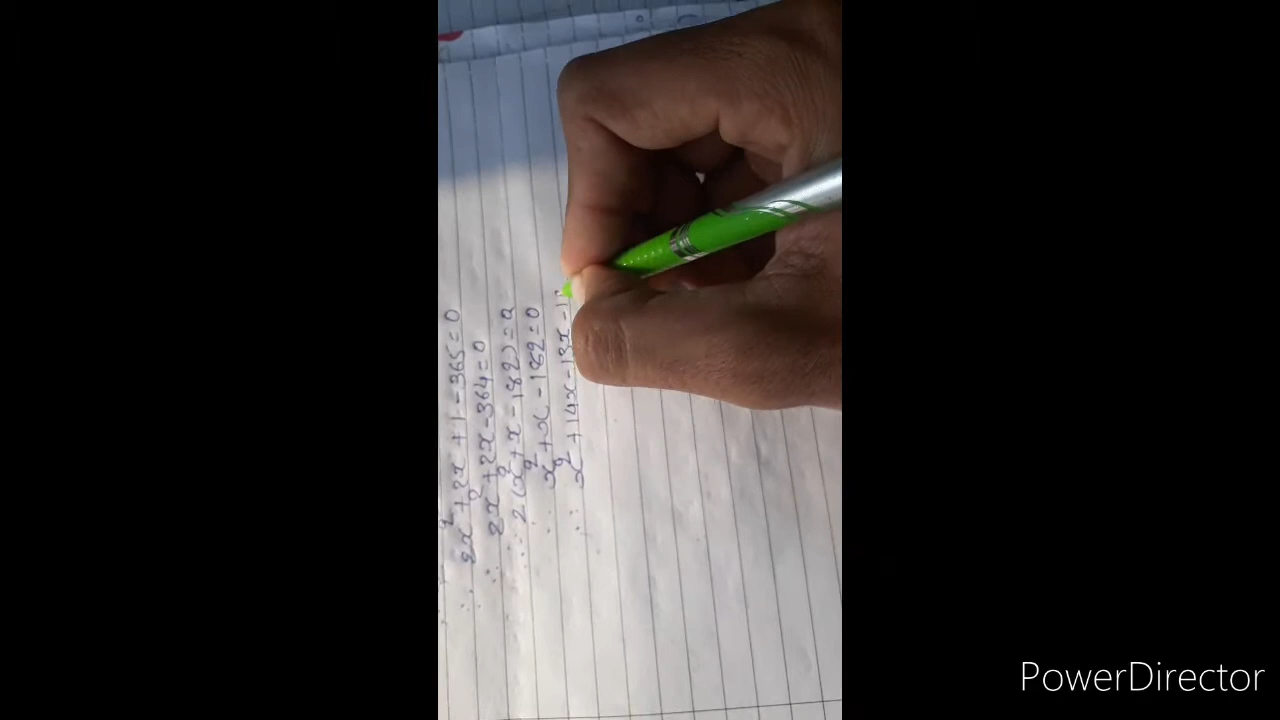 ∴ 2x²+2x+1-365=0
∴ 2x²+2x-364=0
∴ 2(x²+x-182)=0
∴ x²+x-182=0
∴ x²+14x-13x-1
PowerDirector